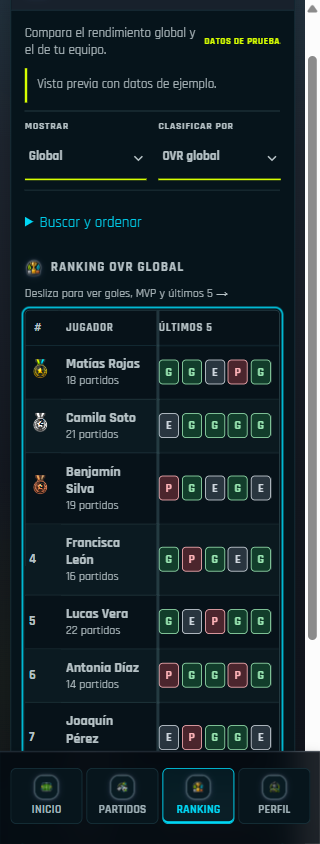 Compara el rendimiento global y
el de tu equipo.
DATOS DE PRUEBA
Vista previa con datos de ejemplo.
MOSTRAR
CLASIFICAR POR
Global
OVR global
Buscar y ordenar
RANKING OVR GLOBAL
Desliza para ver goles, MVP y últimos 5 →
# JUGADOR ÚLTIMOS 5
Matías Rojas G G E P G
18 partidos
Camila Soto E G G G G
21 partidos
Benjamín
Silva P G E G E
19 partidos
Francisca
4 León G P G E G
16 partidos
5 Lucas Vera G E P G G
22 partidos
6 Antonia Díaz P G G P G
14 partidos
Joaquín
7 Pérez E P G G E
INICIO PARTIDOS RANKING PERFIL